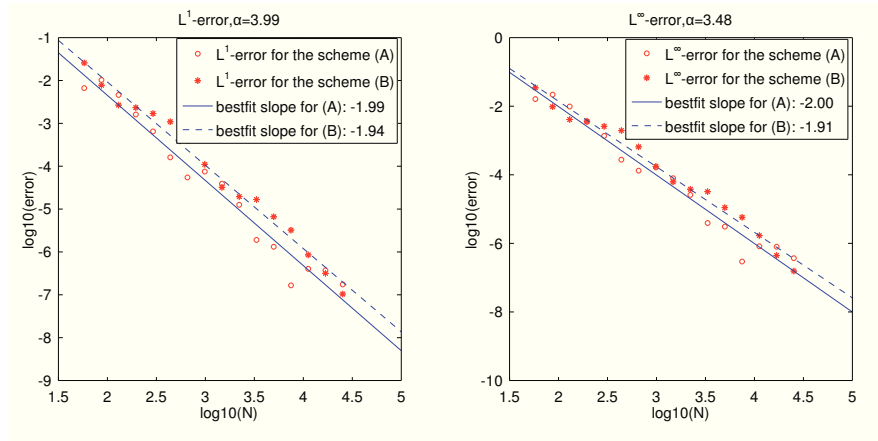 L¹-error,α=3.99
-1
-2
-3
-4
-5
-6
-7
-8
-9
log10(error)
L¹-error for the scheme (A)
L¹-error for the scheme (B)
bestfit slope for (A): -1.99
bestfit slope for (B): -1.94
1.5 2 2.5 3 3.5 4 4.5 5
log10(N)
L∞-error,α=3.48
0
-2
-4
-6
-8
-10
log10(error)
L∞-error for the scheme (A)
L∞-error for the scheme (B)
bestfit slope for (A): -2.00
bestfit slope for (B): -1.91
1.5 2 2.5 3 3.5 4 4.5 5
log10(N)